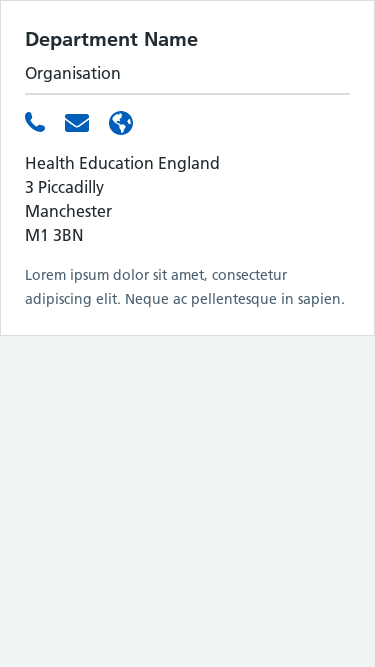 Department Name
Organisation
Health Education England
3 Piccadilly
Manchester
M1 3BN
Lorem ipsum dolor sit amet, consectetur
adipiscing elit. Neque ac pellentesque in sapien.